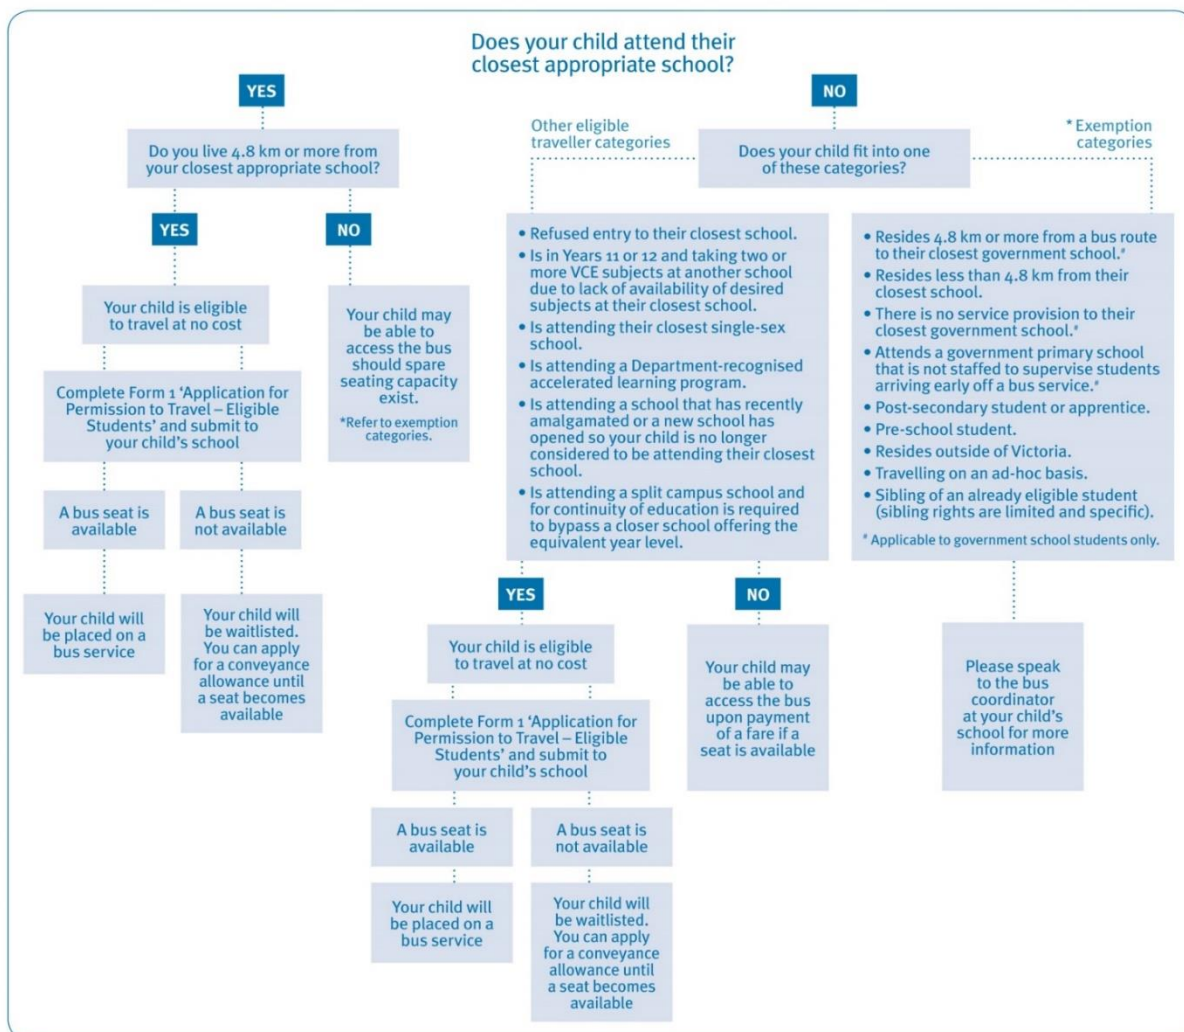 Does your child attend their
closest appropriate school?
YES
Do you live 4.8 km or more from
your closest appropriate school?
YES
NO
Your child is eligible
to travel at no cost
Your child may
be able to
access the bus
should spare
seating capacity
exist.
*Refer to exemption
categories.
Complete Form 1 ‘Application for
Permission to Travel – Eligible
Students’ and submit to
your child’s school
A bus seat is
available
A bus seat is
not available
Your child will
be placed on a
bus service
Your child will
be waitlisted.
You can apply
for a conveyance
allowance until
a seat becomes
available
NO
Other eligible
traveller categories
Does your child fit into one
of these categories?
* Exemption
categories
• Refused entry to their closest school.
• Is in Years 11 or 12 and taking two or
more VCE subjects at another school
due to lack of availability of desired
subjects at their closest school.
• Is attending their closest single-sex
school.
• Is attending a Department-recognised
accelerated learning program.
• Is attending a school that has recently
amalgamated or a new school has
opened so your child is no longer
considered to be attending their closest
school.
• Is attending a split campus school and
for continuity of education is required
to bypass a closer school offering the
equivalent year level.
• Resides 4.8 km or more from a bus route
to their closest government school.#
• Resides less than 4.8 km from their
closest school.
• There is no service provision to their
closest government school.#
• Attends a government primary school
that is not staffed to supervise students
arriving early off a bus service.#
• Post-secondary student or apprentice.
• Pre-school student.
• Resides outside of Victoria.
• Travelling on an ad-hoc basis.
• Sibling of an already eligible student
(sibling rights are limited and specific).
# Applicable to government school students only.
YES
NO
Your child is eligible
to travel at no cost
Complete Form 1 ‘Application for
Permission to Travel – Eligible
Students’ and submit to
your child’s school
A bus seat is
available
A bus seat is
not available
Your child will
be placed on a
bus service
Your child will
be waitlisted.
You can apply
for a conveyance
allowance until
a seat becomes
available
Your child may
be able to
access the bus
upon payment
of a fare if a
seat is available
Please speak
to the bus
coordinator
at your child’s
school for more
information